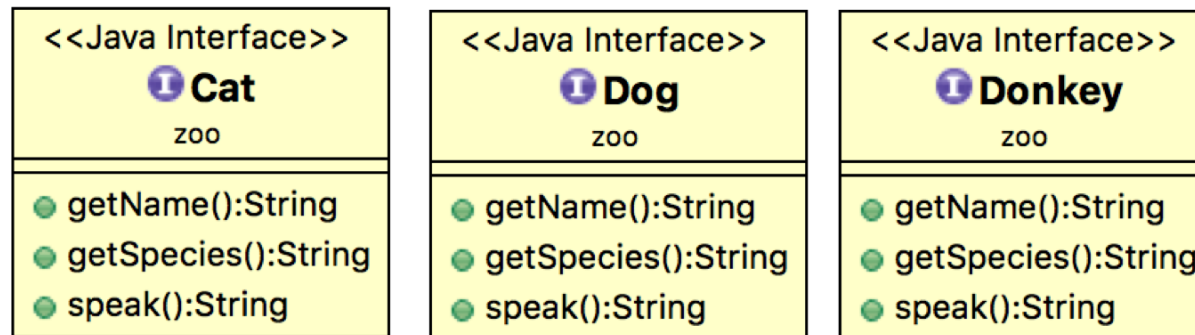 <<Java Interface>>
Cat
zoo
getName():String
getSpecies():String
speak():String
<<Java Interface>>
Dog
zoo
getName():String
getSpecies():String
speak():String
<<Java Interface>>
Donkey
zoo
getName():String
getSpecies():String
speak():String